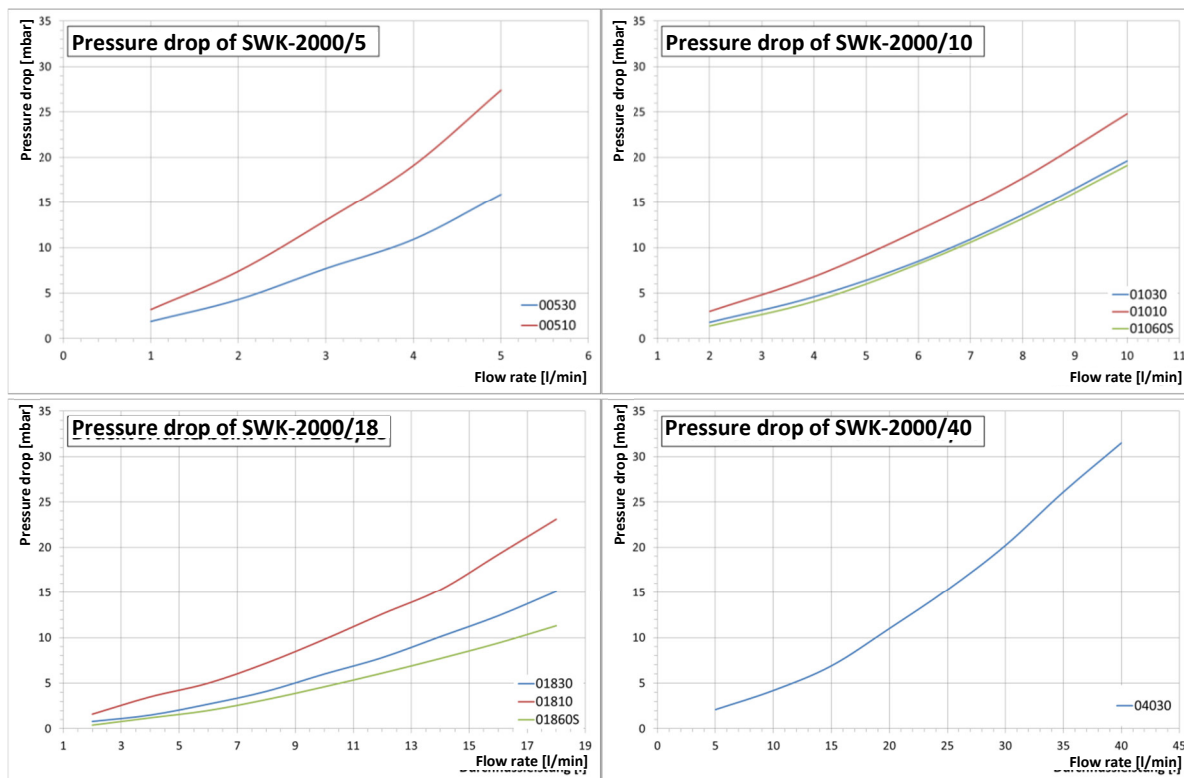 Pressure drop of SWK-2000/5
Pressure drop [mbar]
35
30
25
20
15
10
5
0
00530
00510
0 1 2 3 4 5 6
Flow rate [l/min]
Pressure drop of SWK-2000/10
Pressure drop [mbar]
35
30
25
20
15
10
5
0
01030
01010
01060S
1 2 3 4 5 6 7 8 9 10 11
Flow rate [l/min]
Pressure drop of SWK-2000/18
Pressure drop [mbar]
35
30
25
20
15
10
5
0
01830
01810
01860S
1 3 5 7 9 11 13 15 17 19
Flow rate [l/min]
Pressure drop of SWK-2000/40
Pressure drop [mbar]
35
30
25
20
15
10
5
0
04030
0 5 10 15 20 25 30 35 40 45
Flow rate [l/min]